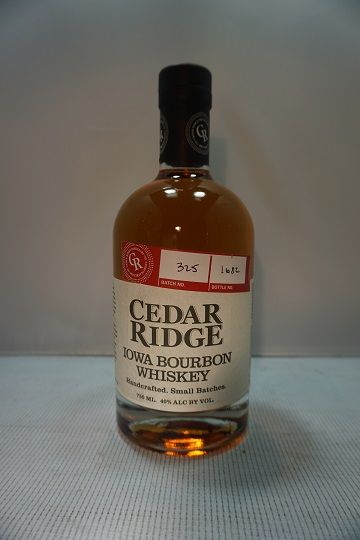 CR
CR
325 1682
BATCH NO. BOTTLE NO.
CEDAR
RIDGE
IOWA BOURBON
WHISKEY
Handcrafted. Small Batches.
750 ML. 40% ALC BY VOL.